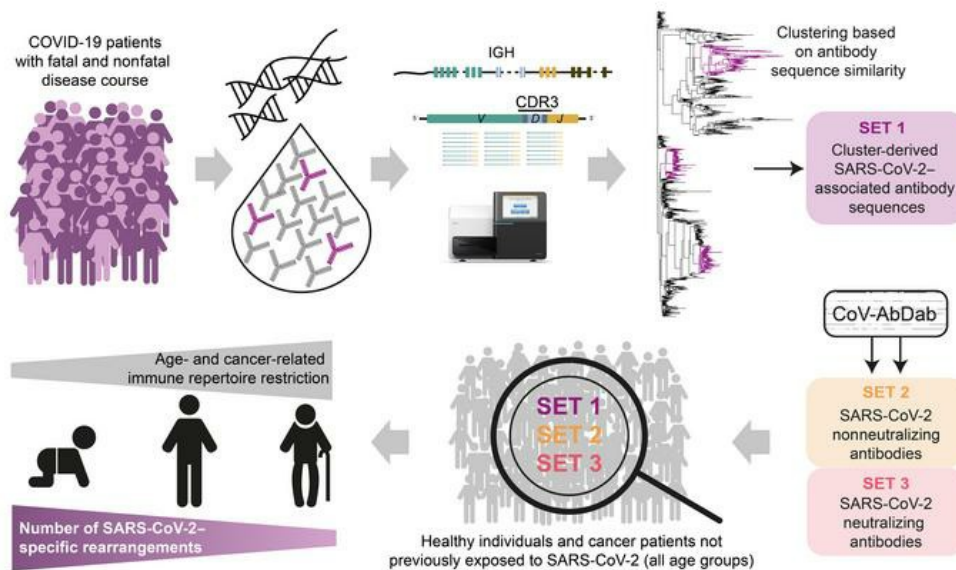 COVID-19 patients
with fatal and nonfatal
disease course
IGH
CDR3
5'
V
D
J
3'
Clustering based
on antibody
sequence similarity
SET 1
Cluster-derived
SARS-CoV-2–
associated antibody
sequences
CoV-AbDab
SET 2
SARS-CoV-2
nonneutralizing
antibodies
SET 3
SARS-CoV-2
neutralizing
antibodies
SET 1
SET 2
SET 3
Healthy individuals and cancer patients not
previously exposed to SARS-CoV-2 (all age groups)
Age- and cancer-related
immune repertoire restriction
Number of SARS-CoV-2–
specific rearrangements